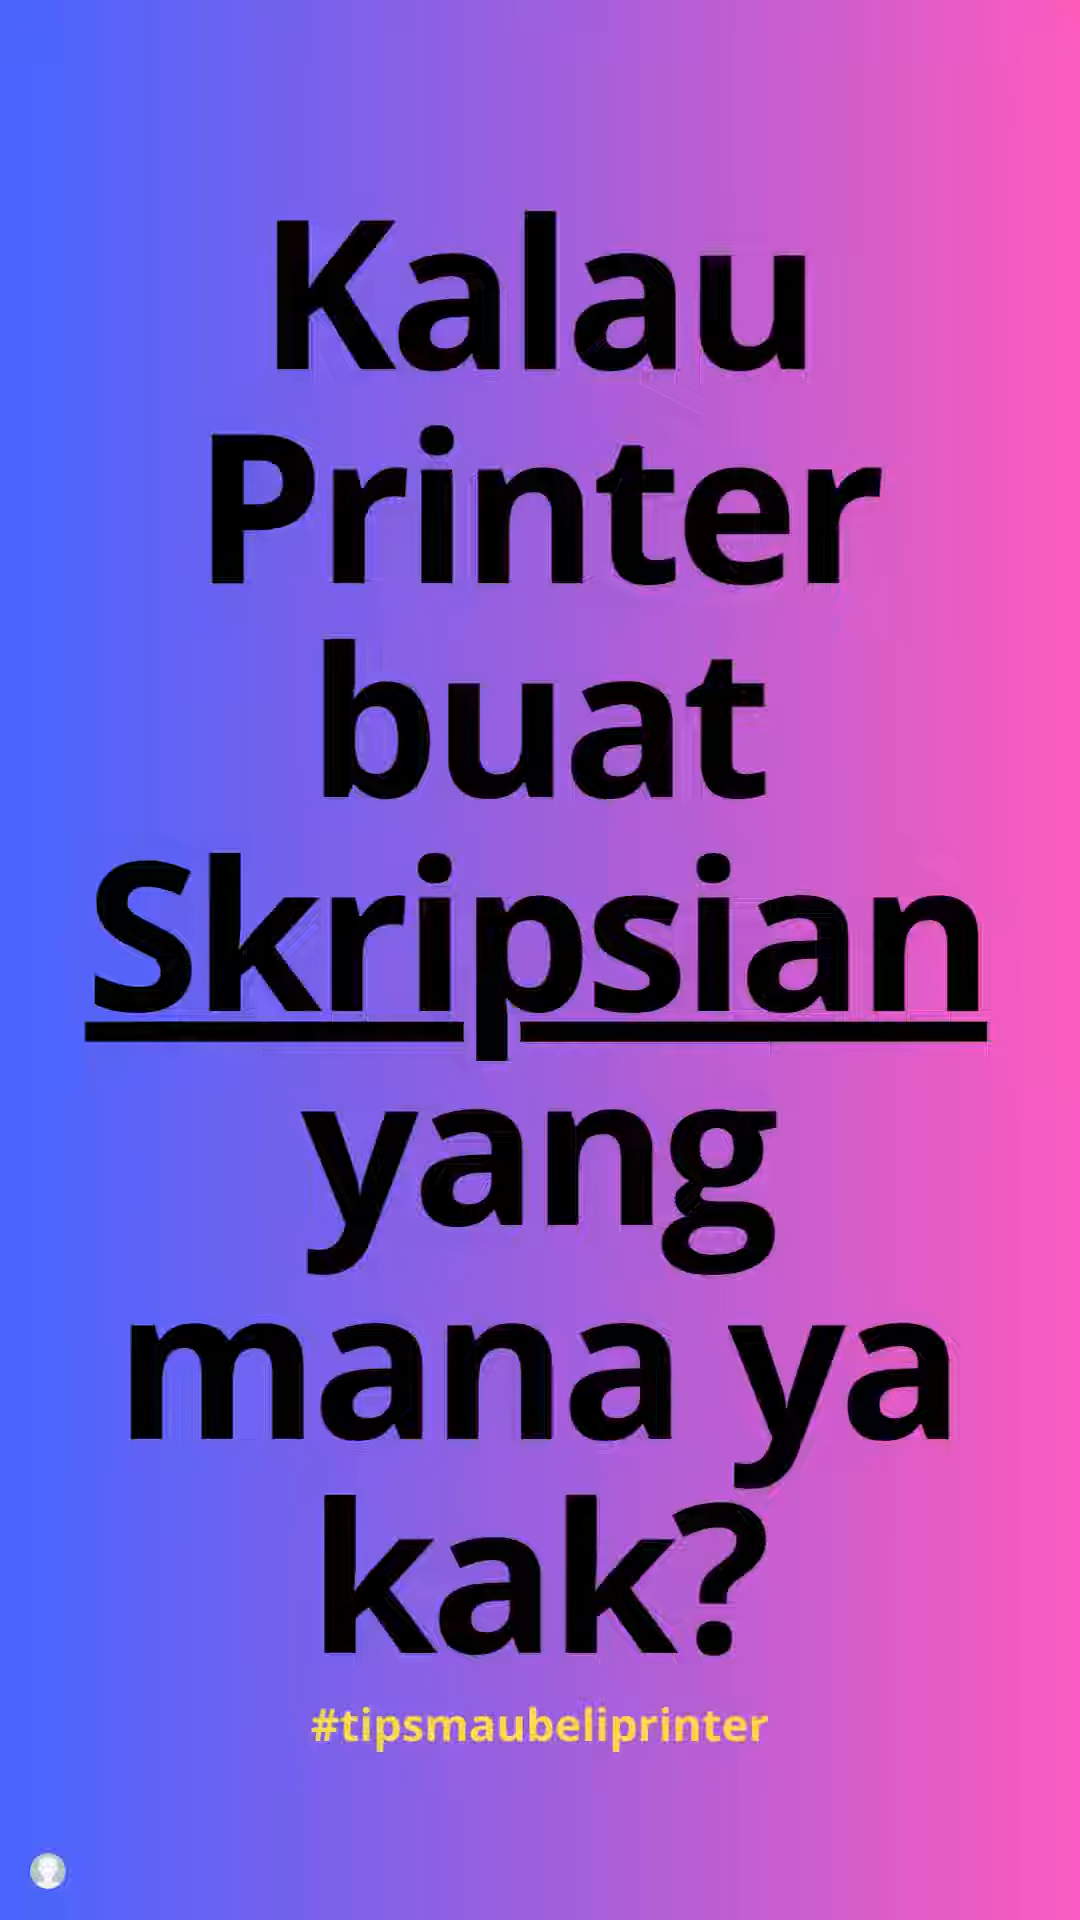 Kalau
Printer
buat
Skripsian
yang
mana ya
kak?
#tipsmaubeliprinter